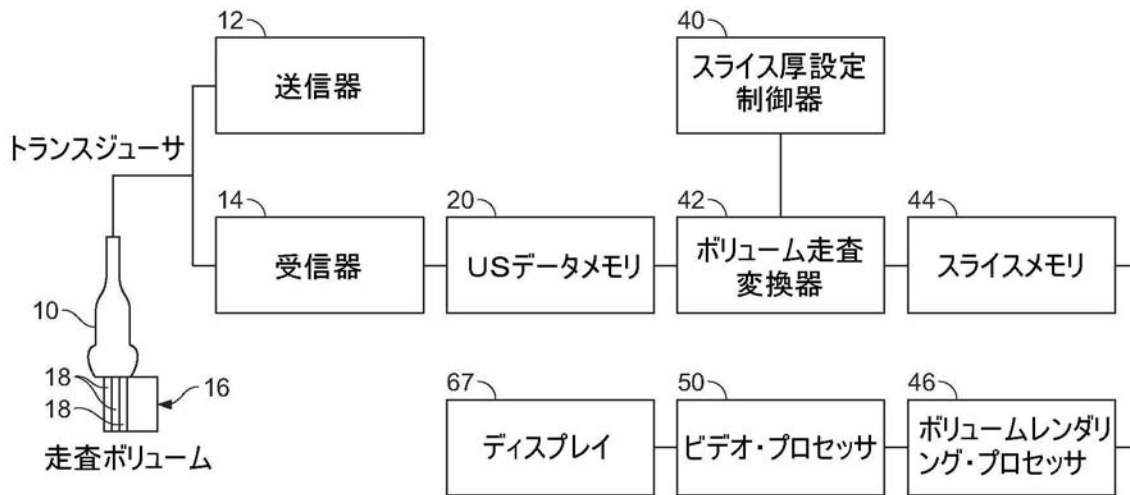 12
送信器
40
スライス厚設定
制御器
トランスジューサ
14
受信器
20
USデータメモリ
42
ボリューム走査
変換器
44
スライスメモリ
10
18
18
16
走査ボリューム
67
ディスプレイ
50
ビデオ・プロセッサ
46
ボリュームレンダリ
ング・プロセッサ